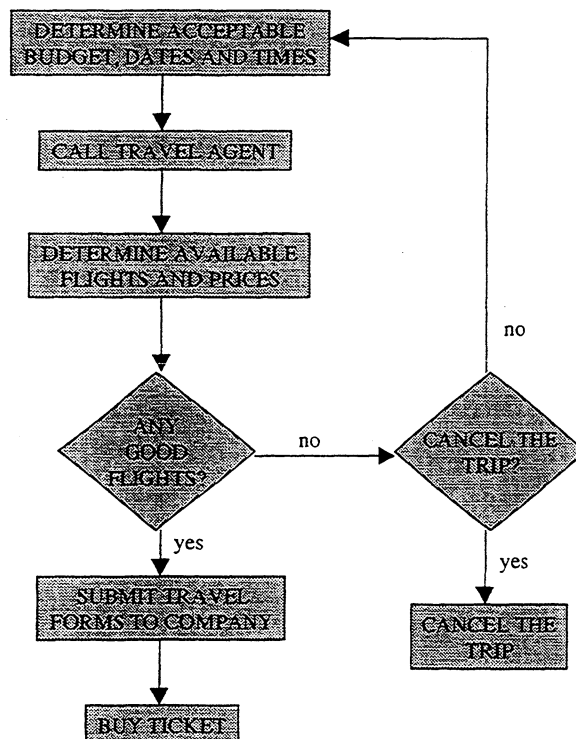 DETERMINE ACCEPTABLE
BUDGET, DATES AND TIMES
CALL TRAVEL AGENT
DETERMINE AVAILABLE
FLIGHTS AND PRICES
no
ANY
GOOD
FLIGHTS?
no
CANCEL THE
TRIP?
yes
yes
SUBMIT TRAVEL
FORMS TO COMPANY
CANCEL THE
TRIP
BUY TICKET